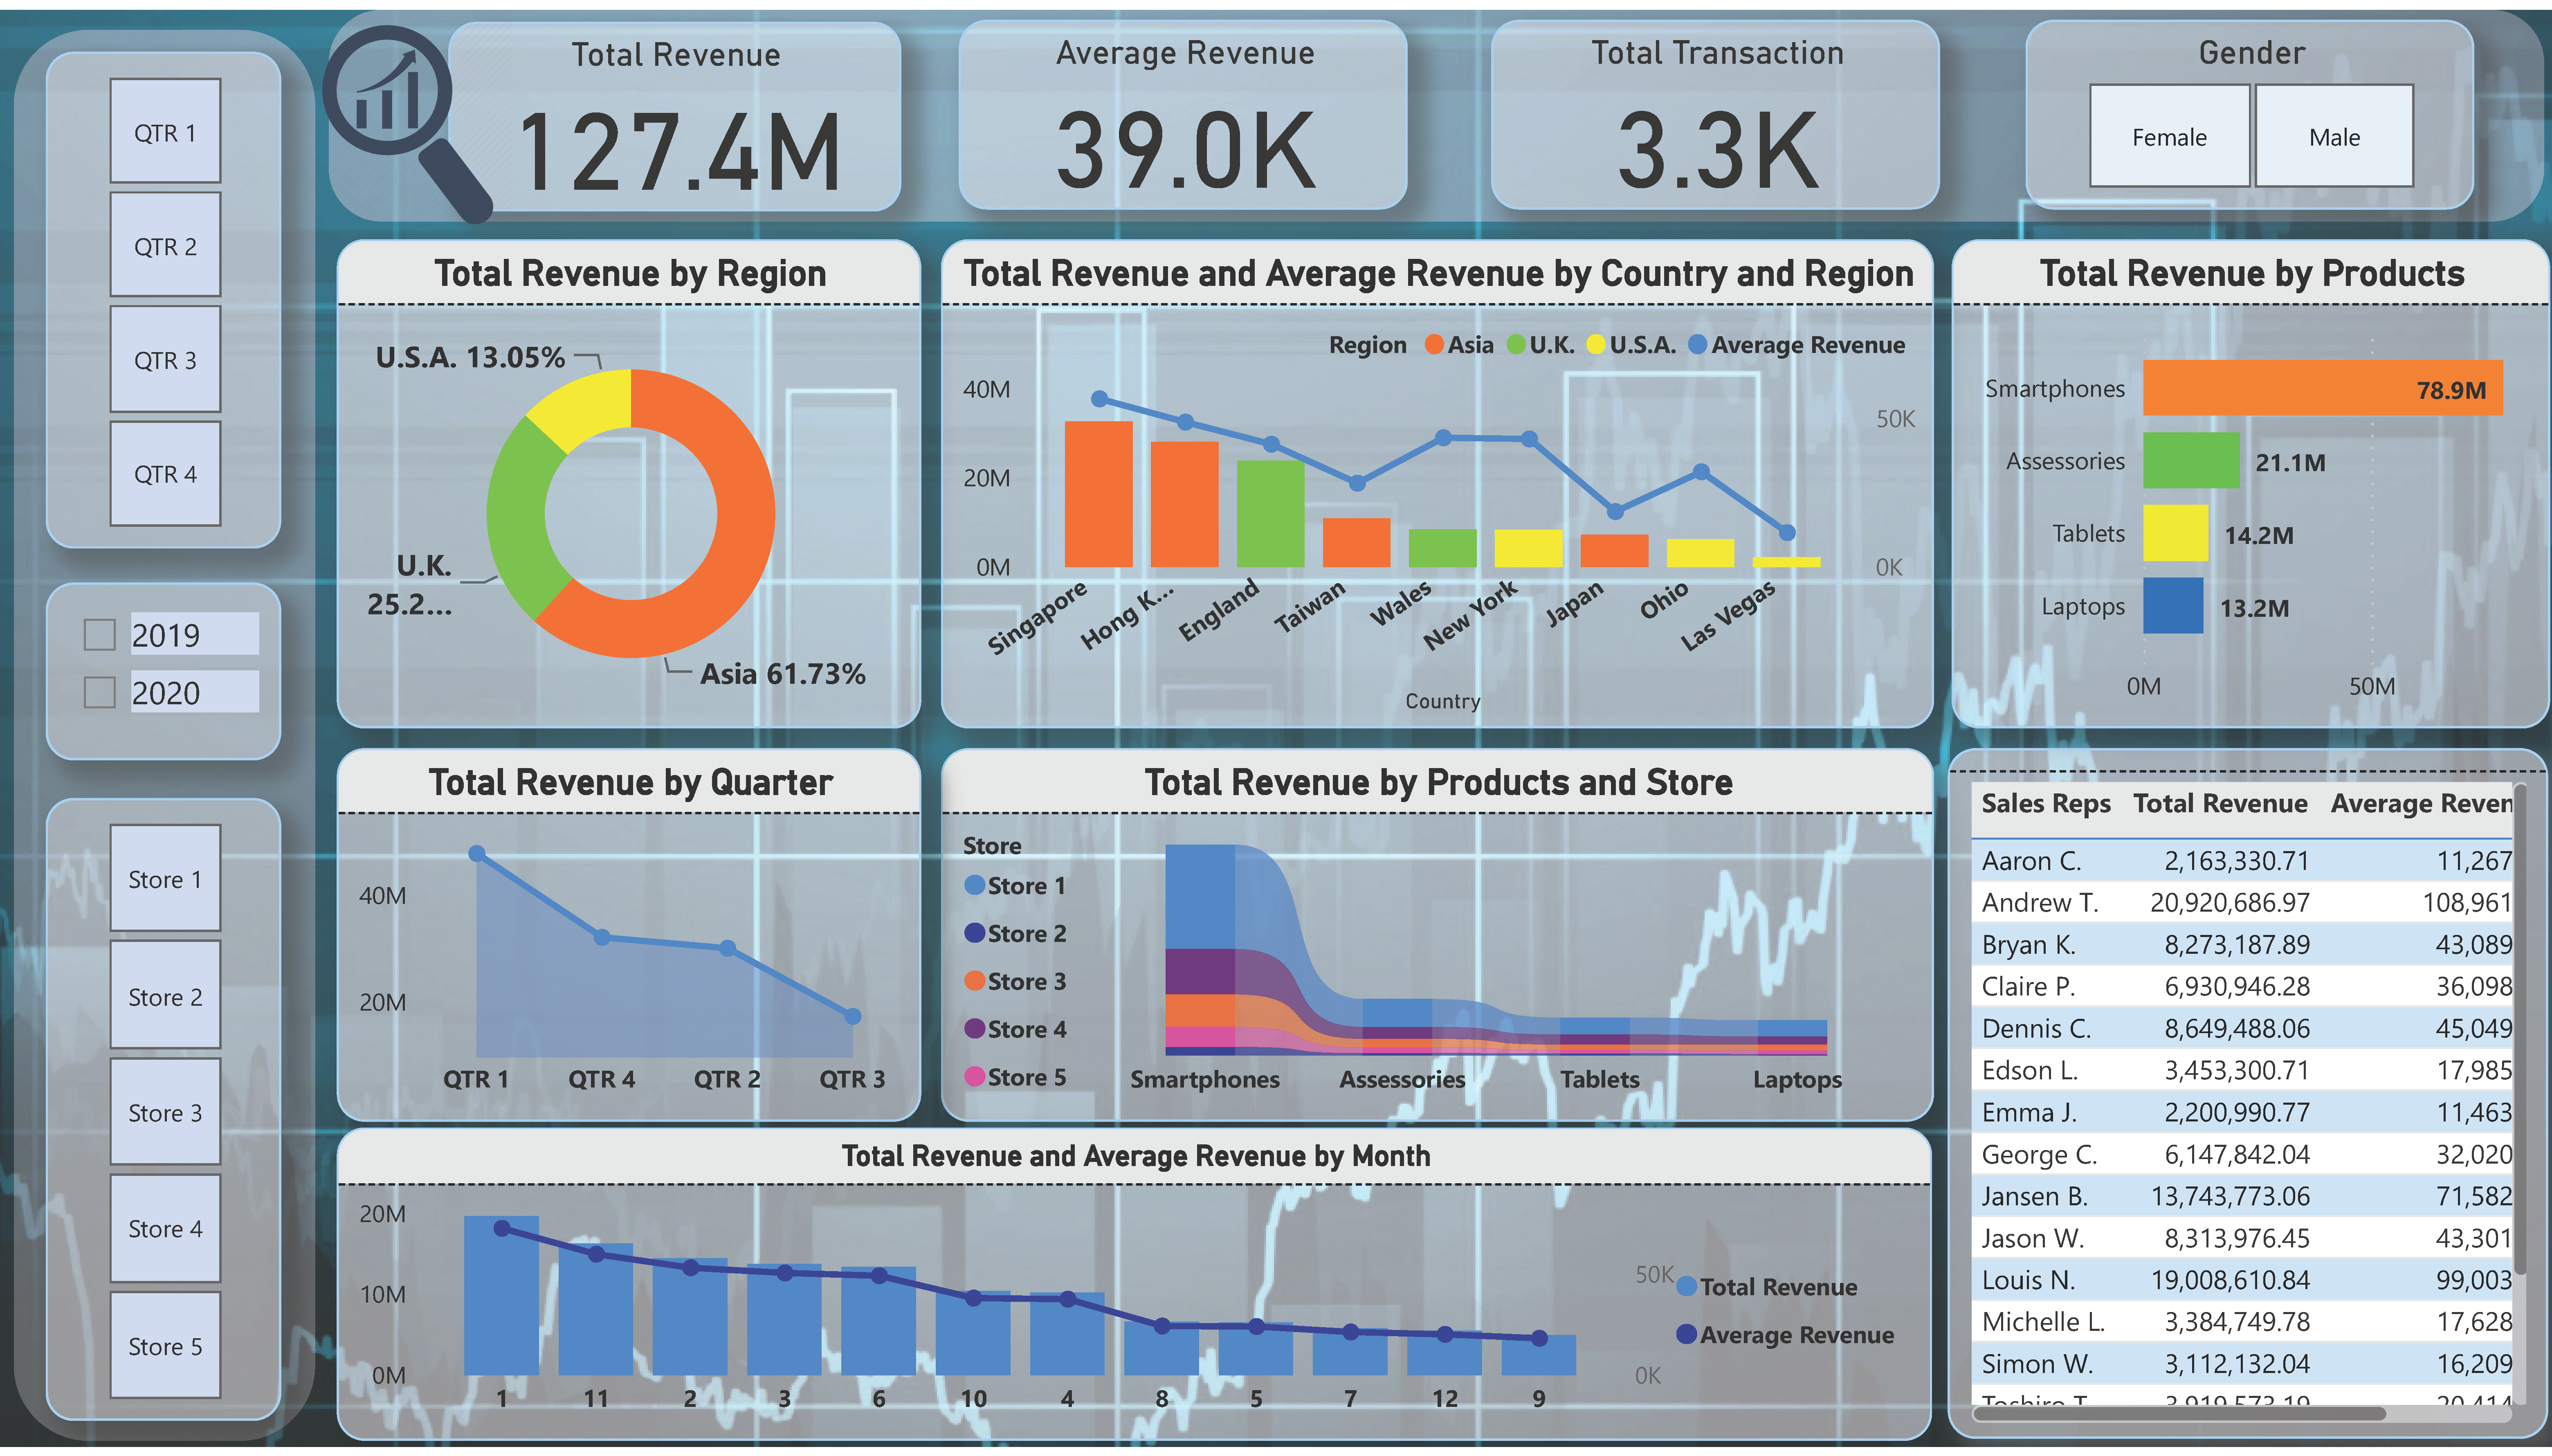 QTR 1
QTR 2
QTR 3
QTR 4
2019
2020
Store 1
Store 2
Store 3
Store 4
Store 5
Total Revenue
127.4M
Average Revenue
39.0K
Total Transaction
3.3K
Gender
Female Male
Total Revenue by Region
U.S.A. 13.05%
U.K.
25.2...
Asia 61.73%
Total Revenue and Average Revenue by Country and Region
Region Asia U.K. U.S.A. Average Revenue
40M
20M
0M
50K
0K
Singapore
Hong K...
England
Taiwan
Wales
New York
Japan
Ohio
Las Vegas
Country
Total Revenue by Products
Smartphones 78.9M
Assessories 21.1M
Tablets 14.2M
Laptops 13.2M
0M 50M
Total Revenue by Quarter
40M
20M
QTR 1 QTR 4 QTR 2 QTR 3
Total Revenue by Products and Store
Store
Store 1
Store 2
Store 3
Store 4
Store 5
Smartphones Assessories Tablets Laptops
Total Revenue and Average Revenue by Month
20M
10M
0M
1 11 2 3 6 10 4 8 5 7 12 9
50K
0K
Total Revenue
Average Revenue
Sales Reps Total Revenue Average Reven
Aaron C. 2,163,330.71 11,267
Andrew T. 20,920,686.97 108,961
Bryan K. 8,273,187.89 43,089
Claire P. 6,930,946.28 36,098
Dennis C. 8,649,488.06 45,049
Edson L. 3,453,300.71 17,985
Emma J. 2,200,990.77 11,463
George C. 6,147,842.04 32,020
Jansen B. 13,743,773.06 71,582
Jason W. 8,313,976.45 43,301
Louis N. 19,008,610.84 99,003
Michelle L. 3,384,749.78 17,628
Simon W. 3,112,132.04 16,209